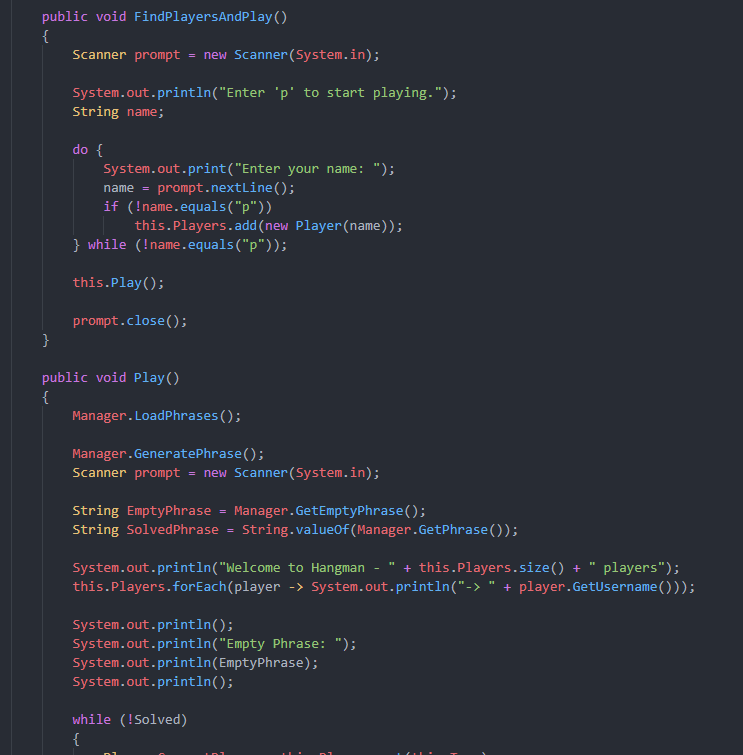 public void FindPlayersAndPlay()
{
Scanner prompt = new Scanner(System.in);
System.out.println("Enter 'p' to start playing.");
String name;
do {
System.out.print("Enter your name: ");
name = prompt.nextLine();
if (!name.equals("p"))
this.Players.add(new Player(name));
} while (!name.equals("p"));
this.Play();
prompt.close();
}
public void Play()
{
Manager.LoadPhrases();
Manager.GeneratePhrase();
Scanner prompt = new Scanner(System.in);
String EmptyPhrase = Manager.GetEmptyPhrase();
String SolvedPhrase = String.valueOf(Manager.GetPhrase());
System.out.println("Welcome to Hangman - " + this.Players.size() + " players");
this.Players.forEach(player -> System.out.println("-> " + player.GetUsername()));
System.out.println();
System.out.println("Empty Phrase: ");
System.out.println(EmptyPhrase);
System.out.println();
while (!Solved)
{